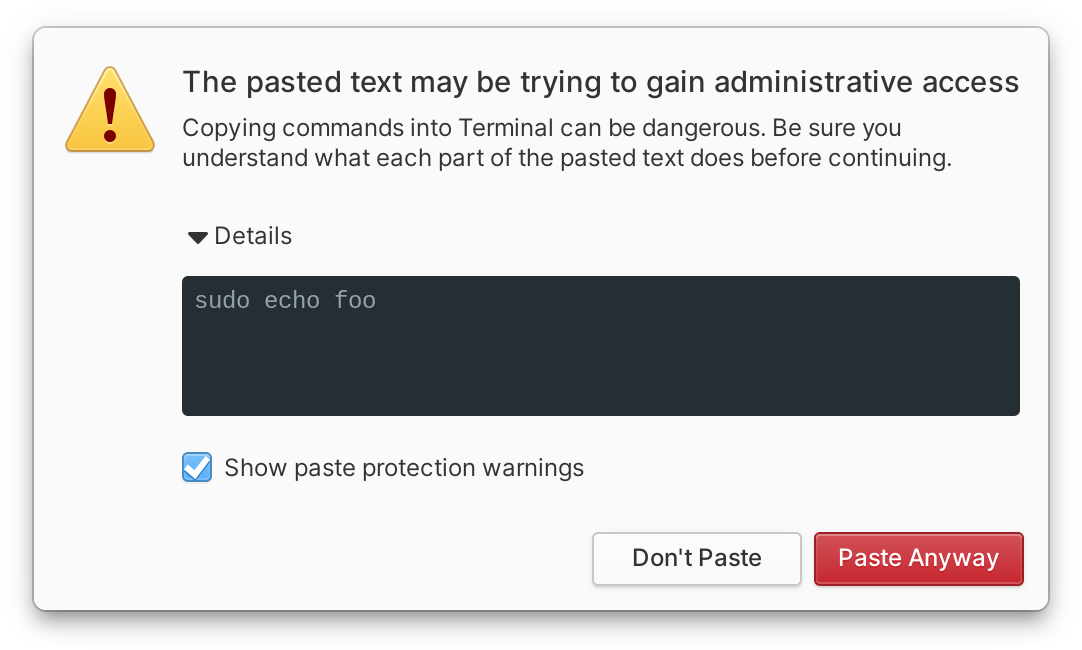 The pasted text may be trying to gain administrative access
Copying commands into Terminal can be dangerous. Be sure you
understand what each part of the pasted text does before continuing.
Details
sudo echo foo
Show paste protection warnings
Don't Paste
Paste Anyway